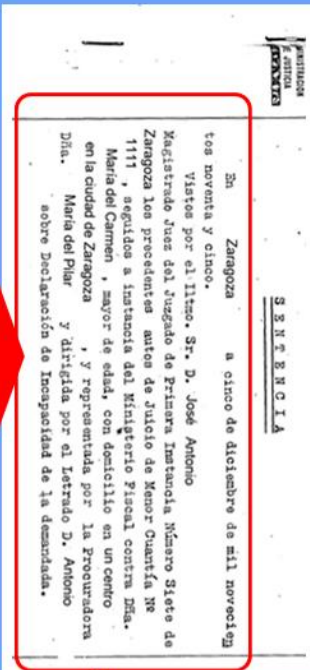 ADMINISTRACION
DE JUSTICIA
SENTENCIA
En Zaragoza a cinco de diciembre de mil novecien
tos noventa y cinco.
Vistos por el Iltmo. Sr. D. José Antonio
Magistrado Juez del Juzgado de Primera Instancia Número Siete de
Zaragoza los precedentes autos de Juicio de Menor Cuantía Nº
1111 , seguidos a instancia del Ministerio Fiscal contra Dña.
María del Carmen , mayor de edad, con domicilio en un centro
en la ciudad de Zaragoza , y representada por la Procuradora
Dña. María del Pilar y dirigida por el Letrado D. Antonio
sobre Declaración de Incapacidad de la demandada.